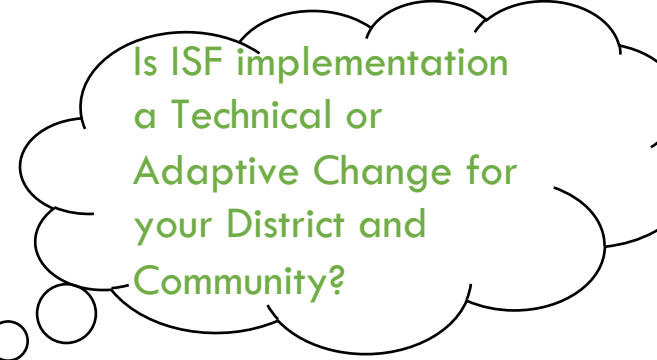 Is ISF implementation
a Technical or
Adaptive Change for
your District and
Community?